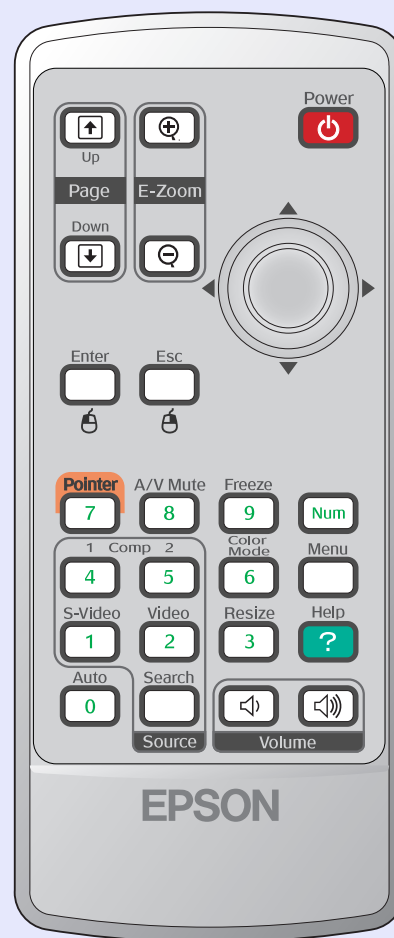 Power
Up
Page E-Zoom
Down
Enter Esc
Pointer A/V Mute Freeze
7 8 9 Num
1 Comp 2 Color Mode Menu
4 5 6
S-Video Video Resize Help
1 2 3 ?
Auto Search
0
Source Volume
EPSON